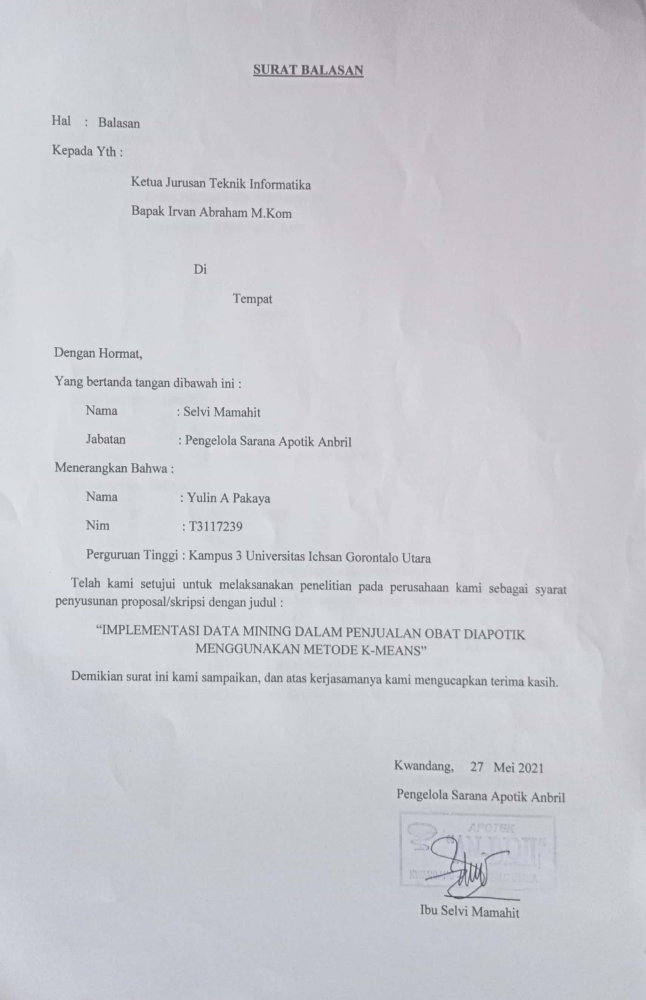 SURAT BALASAN
Hal : Balasan
Kepada Yth :
Ketua Jurusan Teknik Informatika
Bapak Irvan Abraham M.Kom
Di
Tempat
Dengan Hormat,
Yang bertanda tangan dibawah ini :
Nama : Selvi Mamahit
Jabatan : Pengelola Sarana Apotik Anbril
Menerangkan Bahwa :
Nama : Yulin A Pakaya
Nim : T3117239
Perguruan Tinggi : Kampus 3 Universitas Ichsan Gorontalo Utara
Telah kami setujui untuk melaksanakan penelitian pada perusahaan kami sebagai syarat
penyusunan proposal/skripsi dengan judul :
“IMPLEMENTASI DATA MINING DALAM PENJUALAN OBAT DIAPOTIK
MENGGUNAKAN METODE K-MEANS”
Demikian surat ini kami sampaikan, dan atas kerjasamanya kami mengucapkan terima kasih.
Kwandang, 27 Mei 2021
Pengelola Sarana Apotik Anbril
APOTEK
Ibu Selvi Mamahit